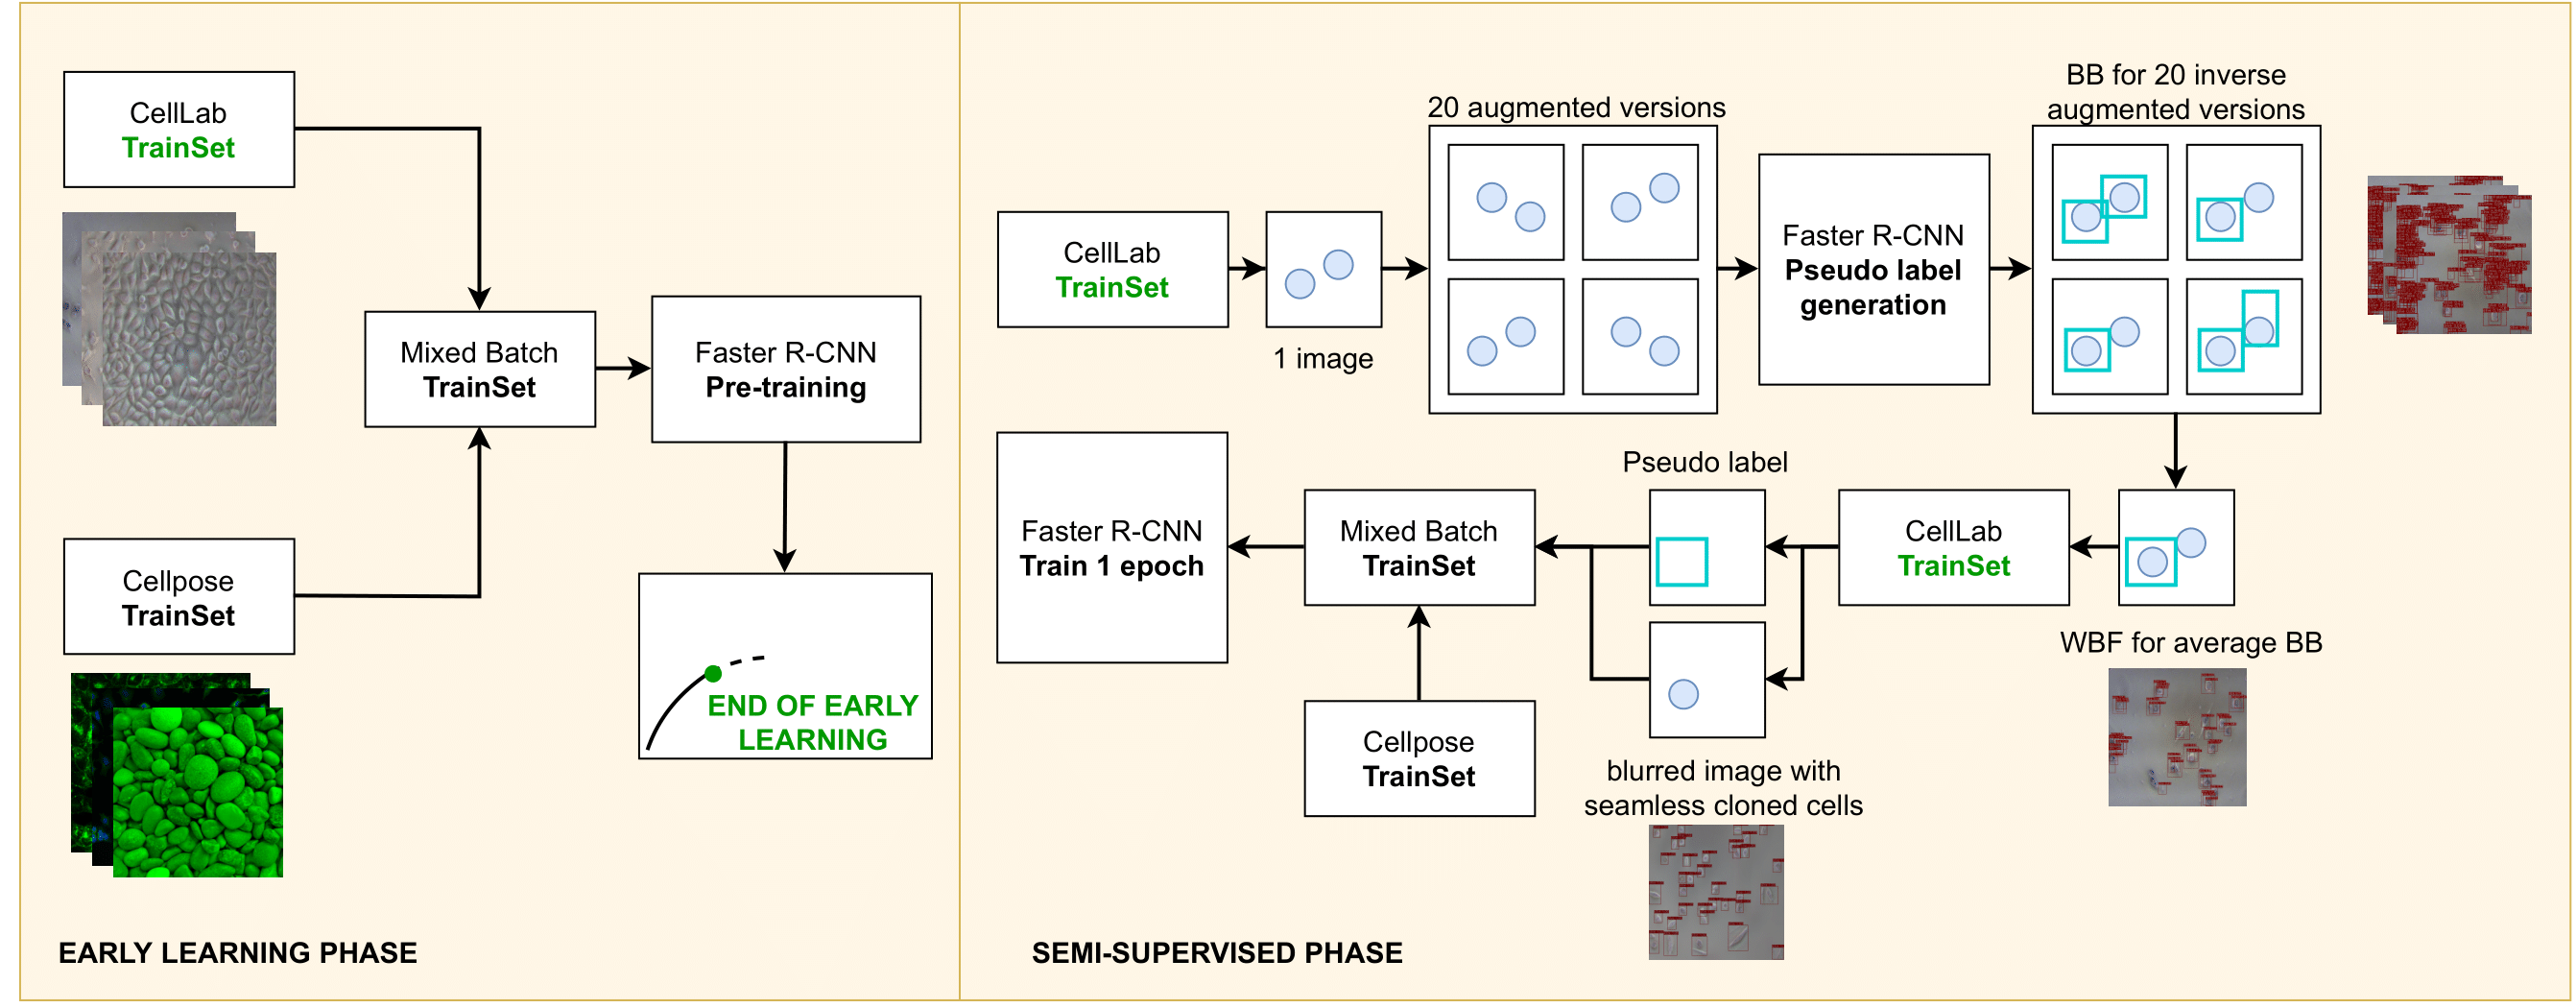 CellLab
TrainSet
Mixed Batch
TrainSet
Faster R-CNN
Pre-training
Cellpose
TrainSet
END OF EARLY
LEARNING
EARLY LEARNING PHASE
CellLab
TrainSet
1 image
20 augmented versions
Faster R-CNN
Pseudo label
generation
BB for 20 inverse
augmented versions
WBF for average BB
CellLab
TrainSet
Pseudo label
blurred image with
seamless cloned cells
Mixed Batch
TrainSet
Cellpose
TrainSet
Faster R-CNN
Train 1 epoch
SEMI-SUPERVISED PHASE